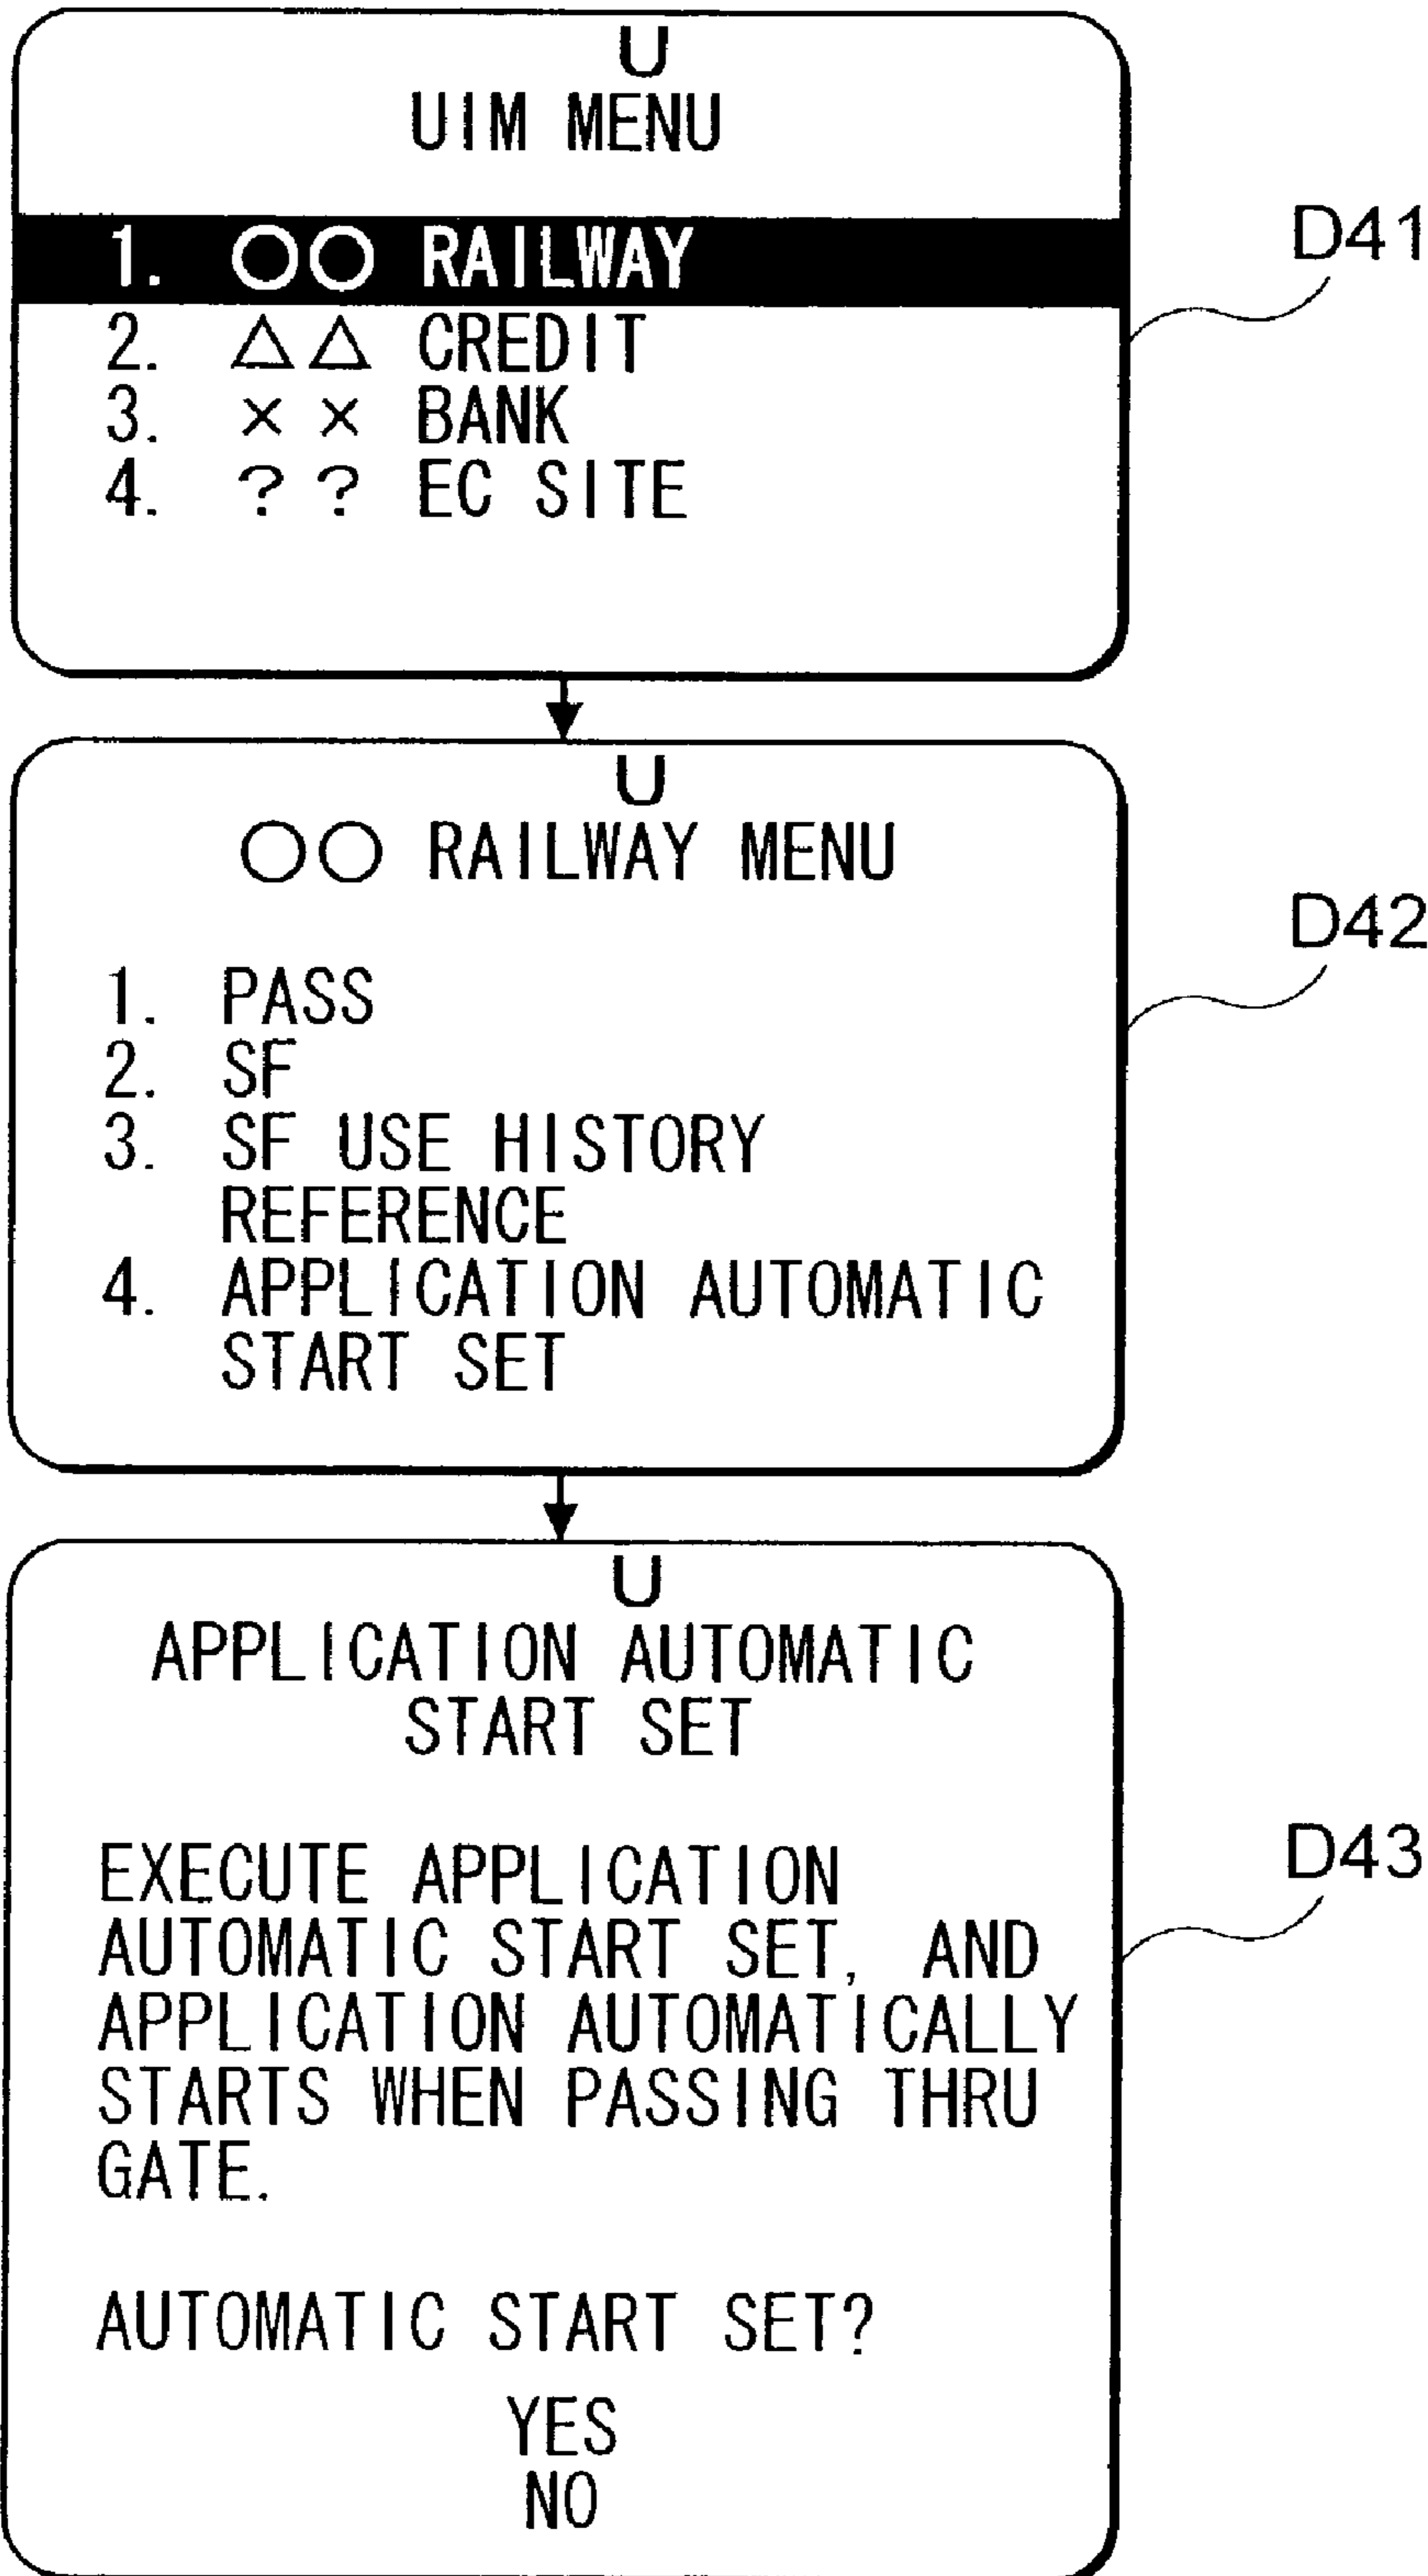 U
UIM MENU
1. ○○ RAILWAY
2. △△ CREDIT
3. ×× BANK
4. ?? EC SITE
D41
U
○○ RAILWAY MENU
1. PASS
2. SF
3. SF USE HISTORY
REFERENCE
4. APPLICATION AUTOMATIC
START SET
D42
U
APPLICATION AUTOMATIC
START SET
EXECUTE APPLICATION
AUTOMATIC START SET, AND
APPLICATION AUTOMATICALLY
STARTS WHEN PASSING THRU
GATE.
AUTOMATIC START SET?
YES
NO
D43